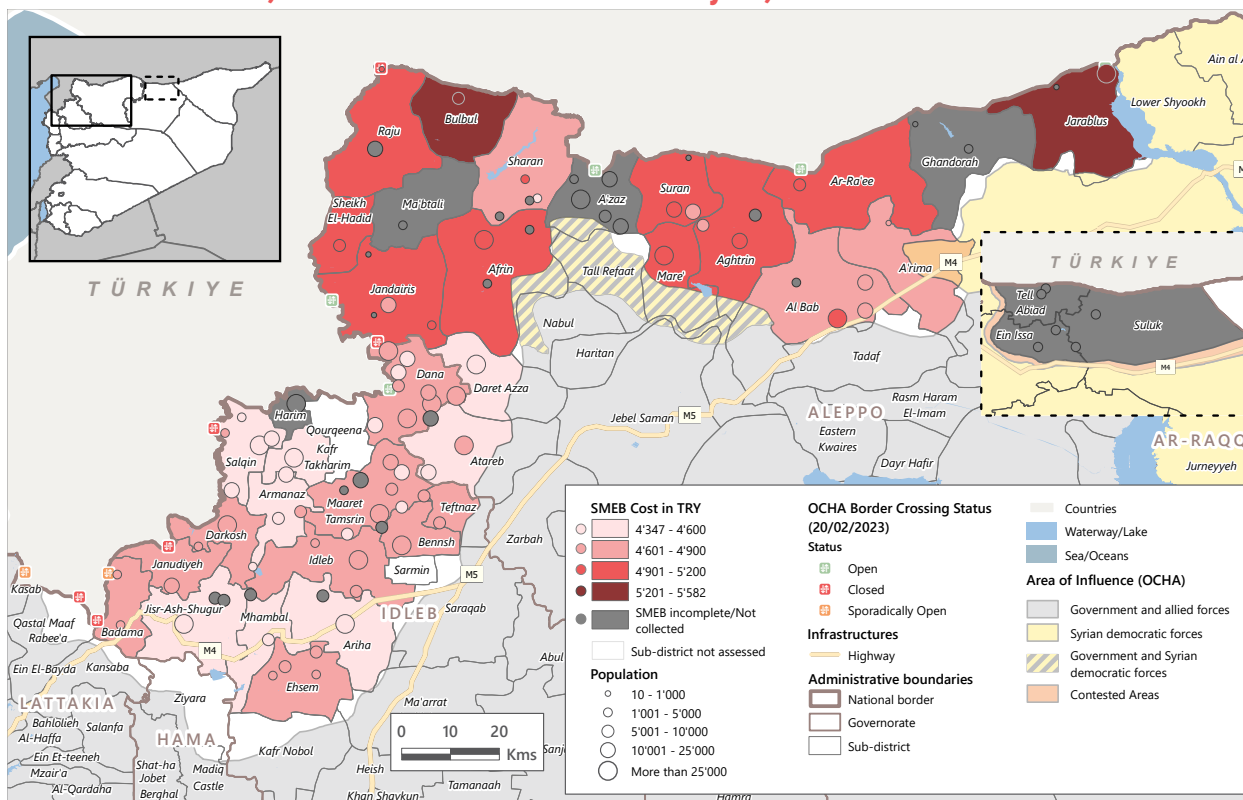 Ain al A
Lower Shyookh
Jarablus
Bulbul
Raju
Ghandorah
Sharan
Suran
Ar-Ra'ee
Ma'btali
A'zaz
Sheikh
El-Hadid
TÜRKIYE
Afrin
Tall Refaat
Mare'
Aghtrin
A'rima
M4
TÜRKIYE
Jandairis
Al Bab
Tell
Abiad
Suluk
Ein Issa
Nabul
Haritan
Tadaf
M4
Dana
Daret Azza
Rasm Haram
El-Imam
Harim
Qourqeena
Jebel Saman
M5
ALEPPO
Eastern
Kwaires
AR-RAQQ
Kafr
Takharim
Salqin
Atareb
Dayr Hafir
Jurneyyeh
Armanaz
Maaret
Tamsrin
Teftnaz
Darkosh
Zarbah
Bennsh
Idleb
Janudiyeh
Sarmin
M5
Kasab
Jisr-Ash-Shugur
Mhambal
IDLEB
Saraqab
Qastal Maaf
Rabee'a
Badama
M4
Ariha
Ein El-Bayda
Kansaba
Abul
Ehsem
Ziyara
Ma'arrat
LATTAKIA
Bahlolieh
Salanfa
Al-Haffa
HAMA
Kafr Nobol
Sanj
Ein Et-teeneh
Shat-ha
Madiq
Castle
Heish
Mzair'a
Jobet
Berghal
Al-Qardaha
Tamanaah
Khan Shaykun
Hamra
0 10 20
Kms
SMEB Cost in TRY
4'347 - 4'600
4'601 - 4'900
4'901 - 5'200
5'201 - 5'582
SMEB incomplete/Not
collected
Sub-district not assessed
Population
10 - 1'000
1'001 - 5'000
5'001 - 10'000
10'001 - 25'000
More than 25'000
OCHA Border Crossing Status
(20/02/2023)
Status
Open
Closed
Sporadically Open
Infrastructures
Highway
Administrative boundaries
National border
Governorate
Sub-district
Countries
Waterway/Lake
Sea/Oceans
Area of Influence (OCHA)
Government and allied forces
Syrian democratic forces
Government and Syrian
democratic forces
Contested Areas